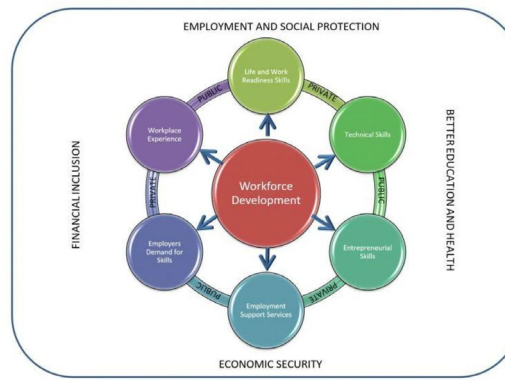 EMPLOYMENT AND SOCIAL PROTECTION
Life and Work
Readiness Skills
PUBLIC
PRIVATE
Workplace
Experience
Technical Skills
FINANCIAL INCLUSION
PRIVATE
Workforce
Development
PUBLIC
BETTER EDUCATION AND HEALTH
Employers
Demand for
Skills
Entrepreneurial
Skills
PUBLIC
PRIVATE
Employment
Support Services
ECONOMIC SECURITY